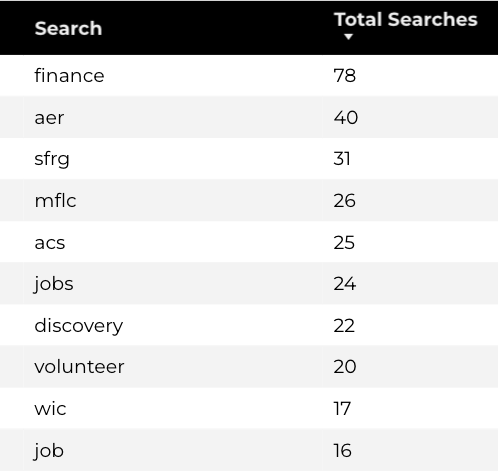 Search Total Searches
finance 78
aer 40
sfrg 31
mflc 26
acs 25
jobs 24
discovery 22
volunteer 20
wic 17
job 16